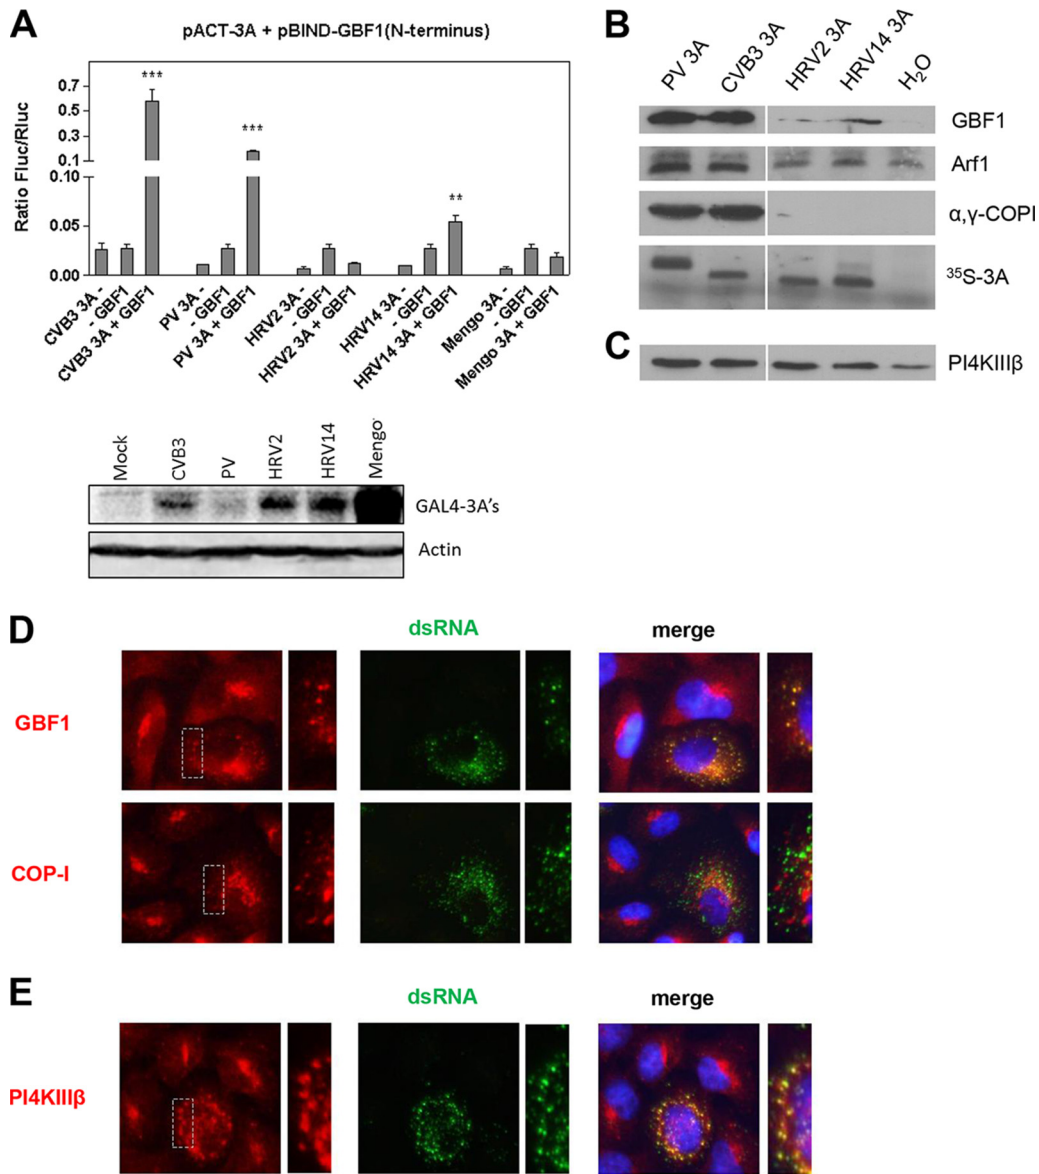 A
pACT-3A + pBIND-GBF1(N-terminus)
Ratio Fluc/Rluc
0.7
0.5
0.3
0.1
0.10
0.05
0.00
***
***
**
CVB3 3A -
- GBF1
CVB3 3A + GBF1
PV 3A -
- GBF1
PV 3A + GBF1
HRV2 3A -
- GBF1
HRV2 3A + GBF1
HRV14 3A -
- GBF1
HRV14 3A + GBF1
Mengo 3A -
- GBF1
Mengo 3A + GBF1
Mock
CVB3
PV
HRV2
HRV14
Mengo
GAL4-3A's
Actin
B
PV 3A
CVB3 3A
HRV2 3A
HRV14 3A
H₂O
GBF1
Arf1
α,γ-COPI
³⁵S-3A
C
PI4KIIIβ
D
dsRNA
merge
GBF1
COP-I
E
dsRNA
merge
PI4KIIIβ